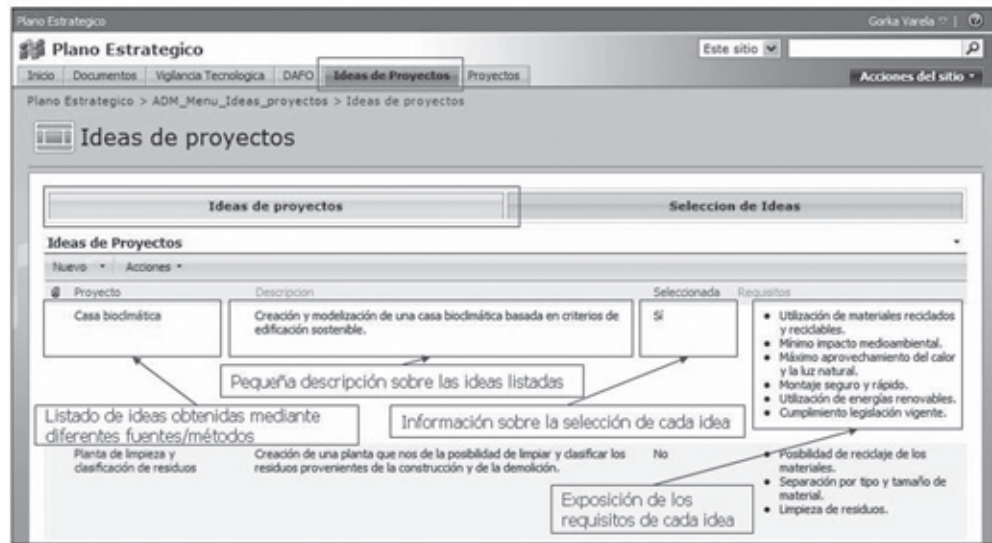 Plano Estrategico
Gorka Varela
Plano Estrategico
Este sitio
Inicio Documentos Vigilancia Tecnologica DAFO Ideas de Proyectos Proyectos
Acciones del sitio
Plano Estrategico > ADM_Menu_Ideas_proyectos > Ideas de proyectos
Ideas de proyectos
Ideas de proyectos
Seleccion de Ideas
Ideas de Proyectos
Nuevo Acciones
Proyecto Descripcion Seleccionada Requisitos
Casa bioclimática
Creación y modelización de una casa bioclimática basada en criterios de
edificación sostenible.
Sí
• Utilización de materiales reciclados
y reciclables.
• Mínimo impacto medioambiental.
• Máximo aprovechamiento del calor
y la luz natural.
• Montaje seguro y rápido.
• Utilización de energías renovables.
• Cumplimiento legislación vigente.
Pequeña descripción sobre las ideas listadas
Listado de ideas obtenidas mediante
diferentes fuentes/métodos
Información sobre la selección de cada idea
Planta de limpieza y
clasificación de residuos
Creación de una planta que nos de la posibilidad de limpiar y clasificar los
residuos provenientes de la construcción y de la demolición.
No
• Posibilidad de reciclaje de los
materiales.
• Separación por tipo y tamaño de
material.
• Limpieza de residuos.
Exposición de los
requisitos de cada idea